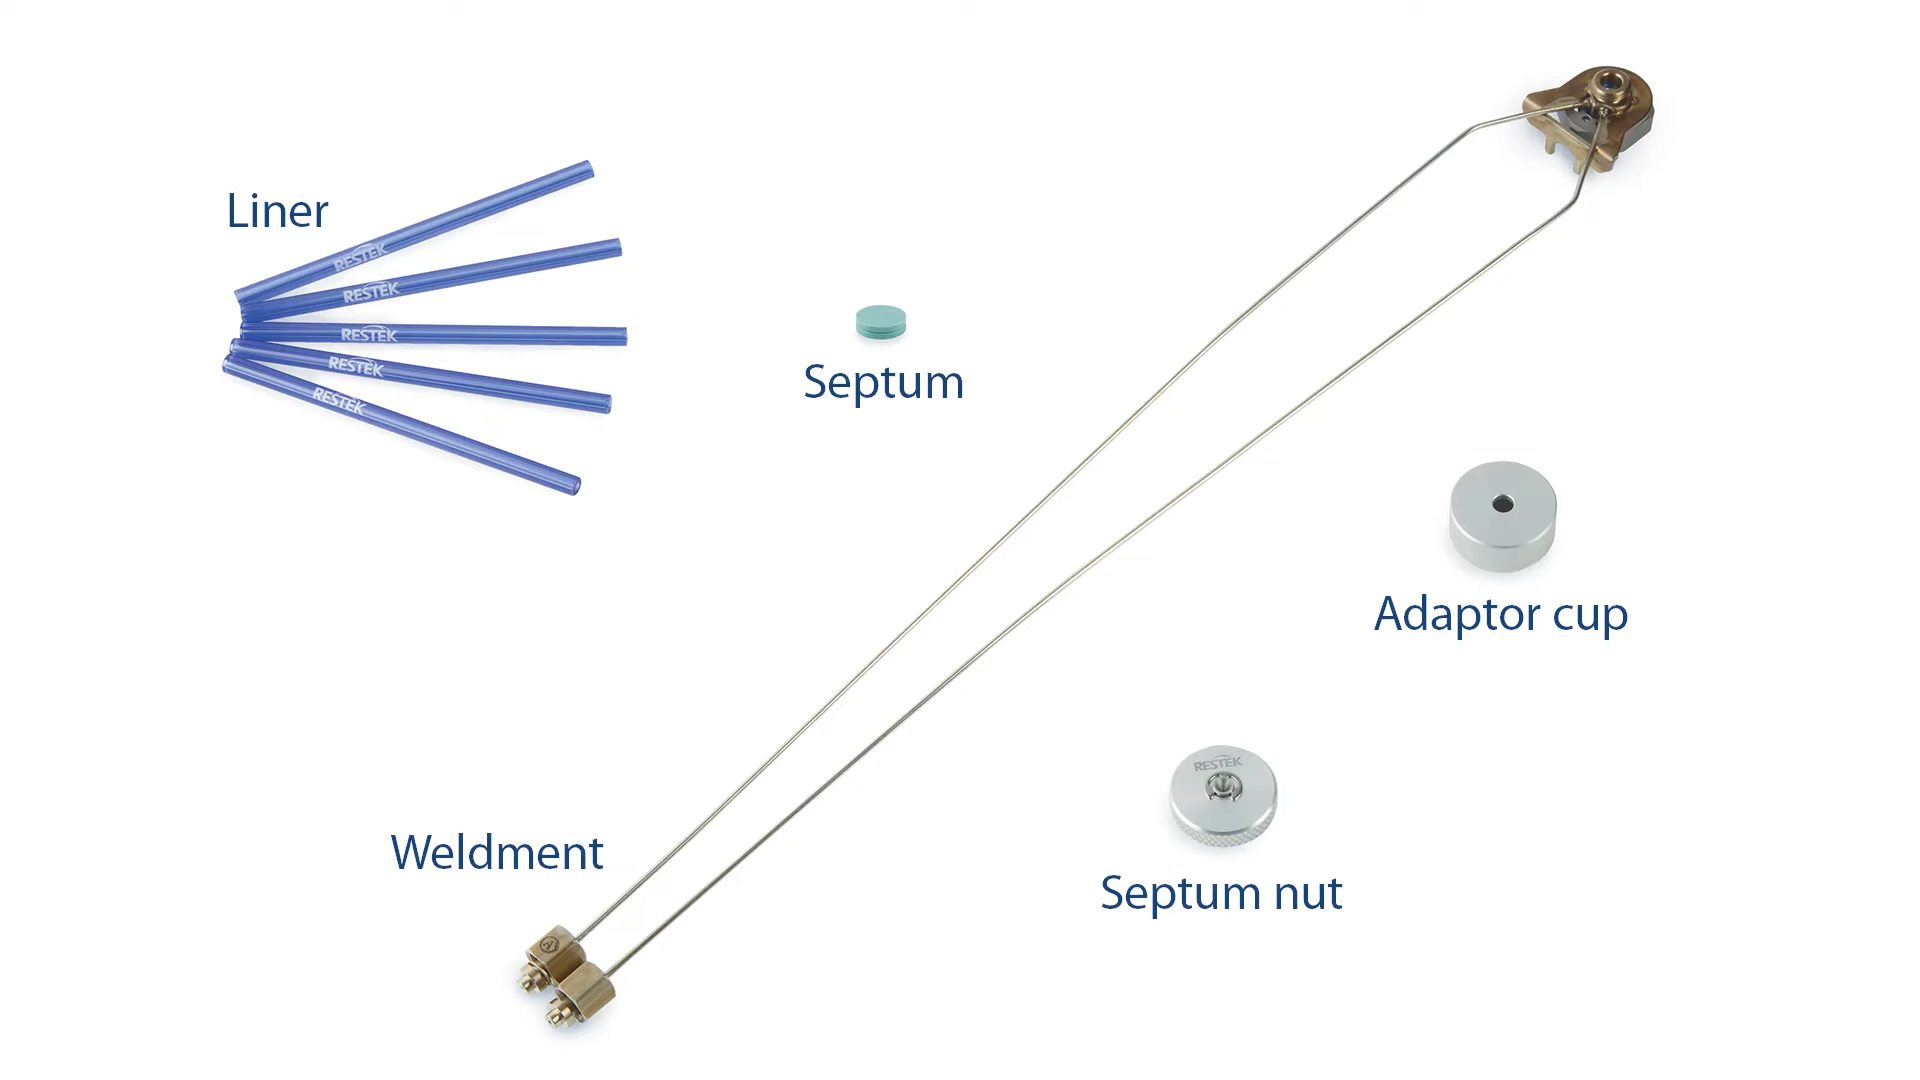 Liner
RESTEK
RESTEK
RESTEK
RESTEK
RESTEK
Septum
Adaptor cup
RESTEK
Septum nut
Weldment
A